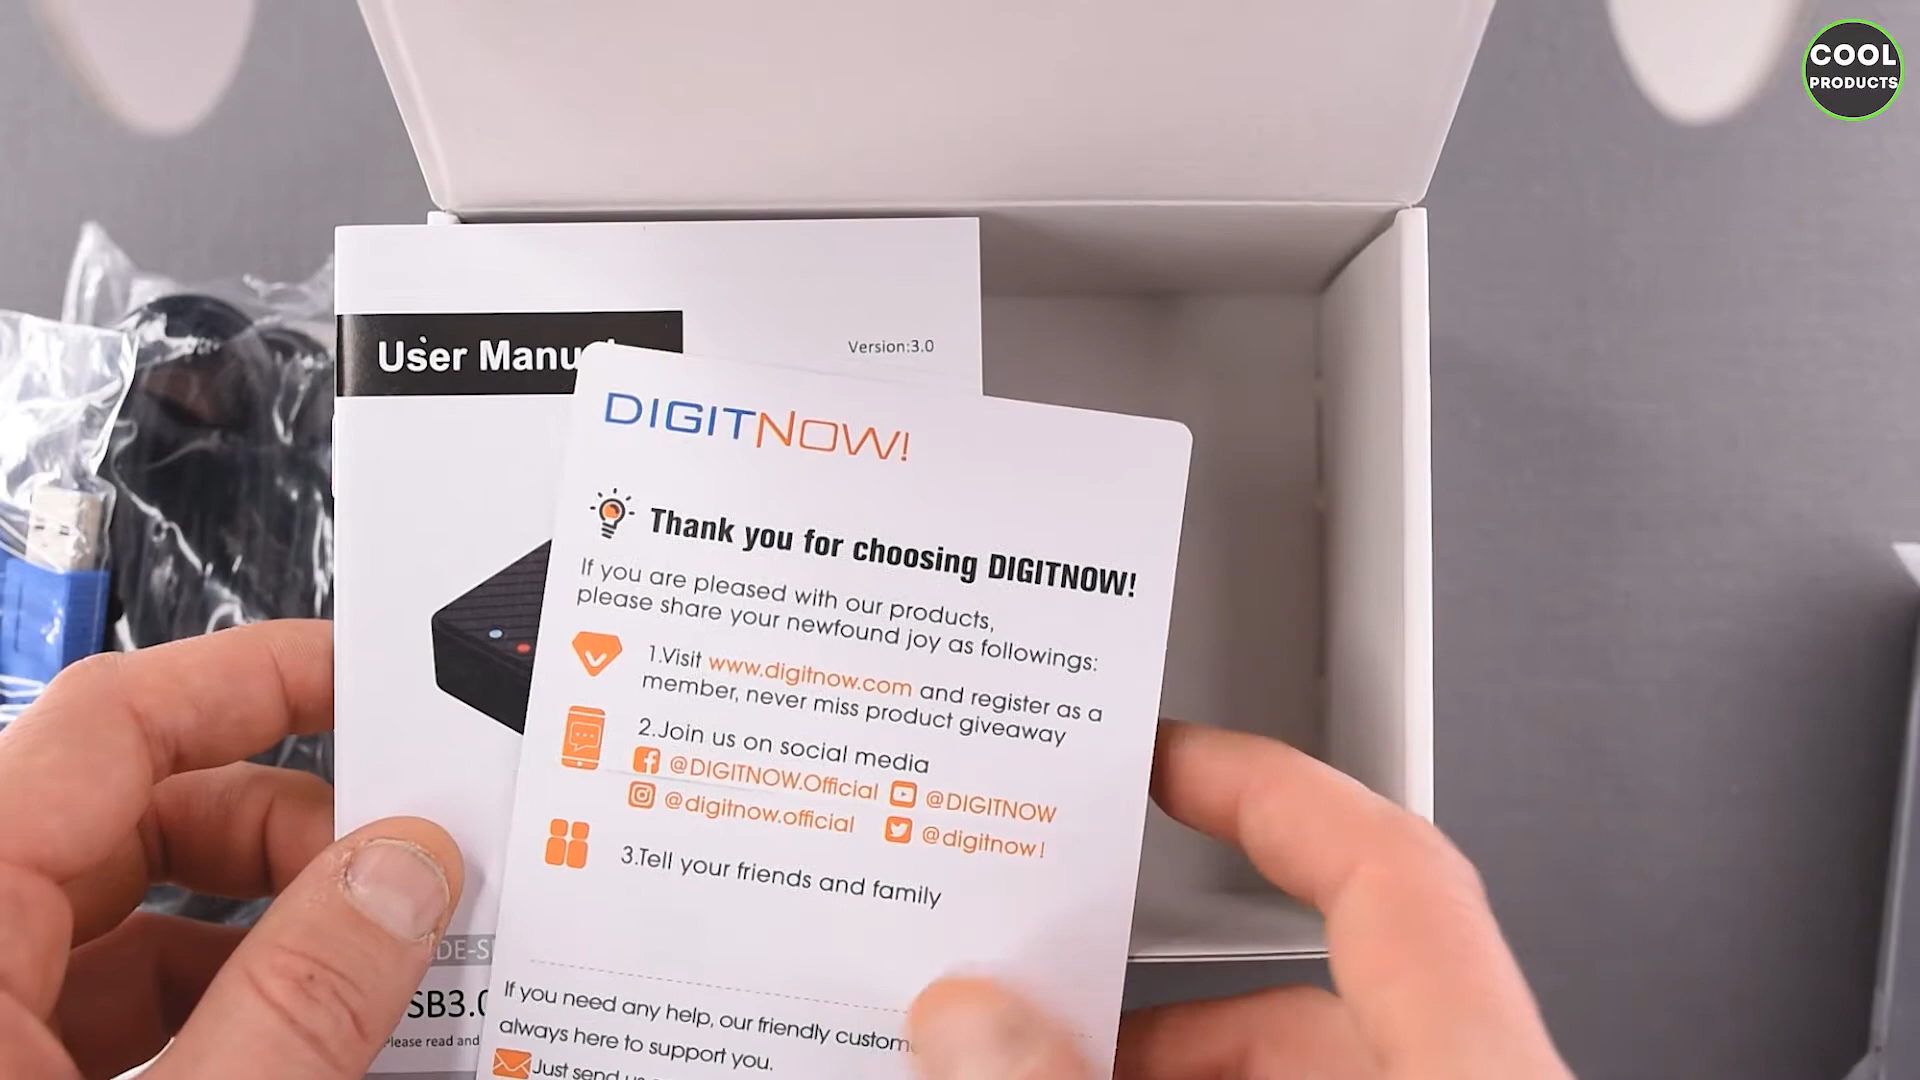 COOL
PRODUCTS
User
Version:3.0
DIGITNOW!
Thank you for choosing DIGITNOW!
If you are pleased with our products,
please share your newfound joy as followings:
1.Visit www.digitnow.com and register as a
member, never miss product giveaway
2.Join us on social media
@DIGITNOW.Official @DIGITNOW
@digitnow.official @digitnow!
3.Tell your friends and family
If you need any help, our friendly
always here to support you.
Just send
Please read and